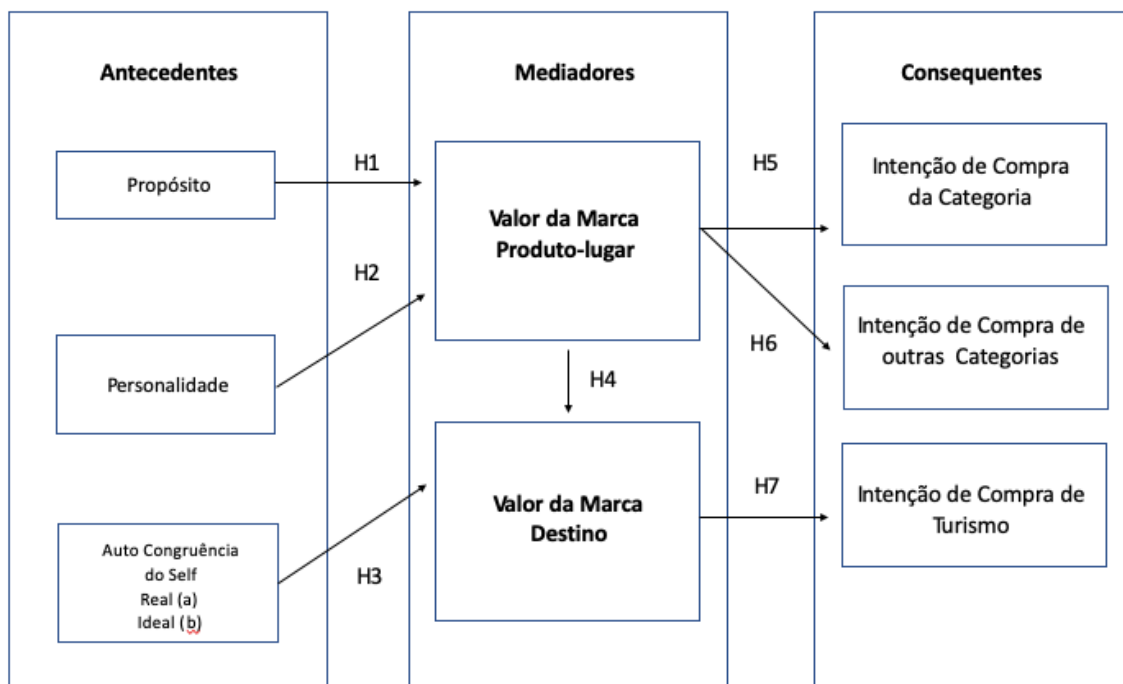 Antecedentes
Propósito
Personalidade
Auto Congruência
do Self
Real (a)
Ideal (b)
H1
H2
H3
Mediadores
Valor da Marca
Produto-lugar
H4
Valor da Marca
Destino
H5
H6
H7
Consequentes
Intenção de Compra
da Categoria
Intenção de Compra de
outras Categorias
Intenção de Compra de
Turismo